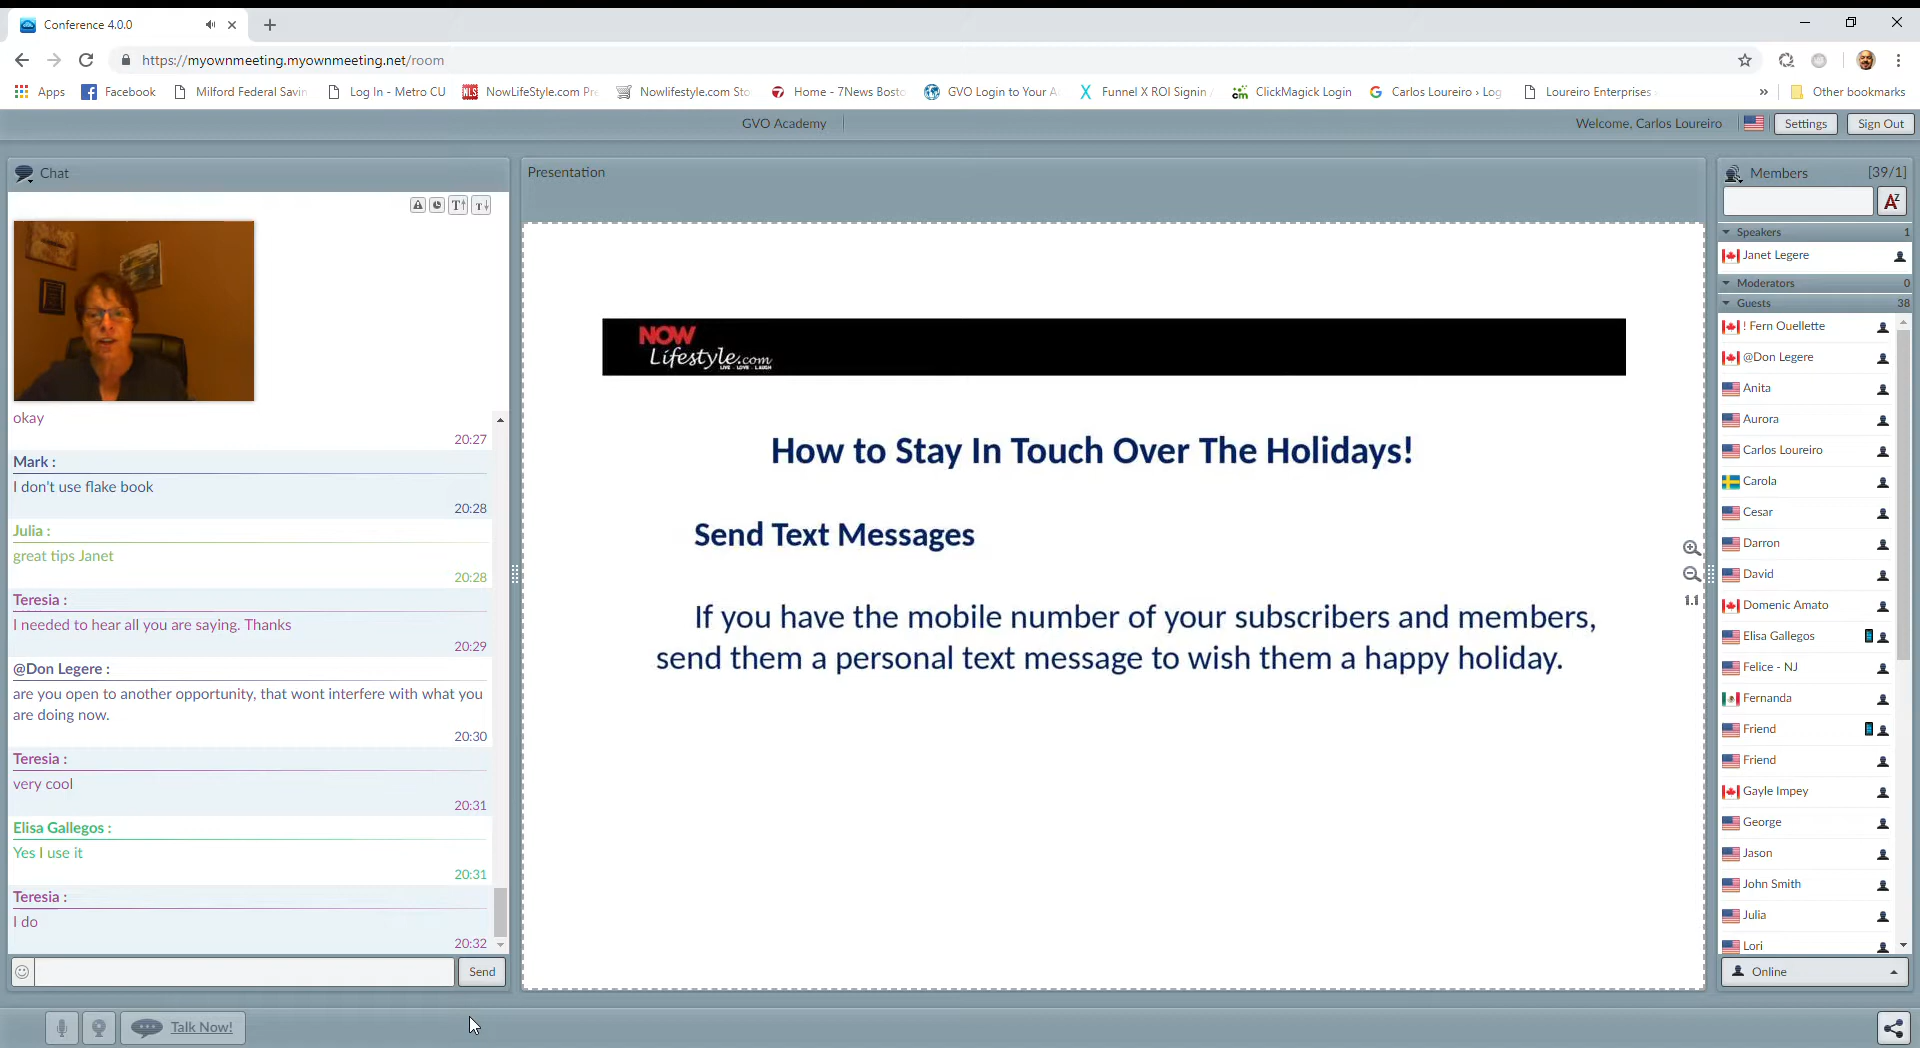 Conference 4.0.0
https://myownmeeting.myownmeeting.net/room
Apps Facebook Milford Federal Savin Log In - Metro CU NowLifeStyle.com Pre Nowlifestyle.com Sto Home - 7News Bosto GVO Login to Your A Funnel X ROI Signin ClickMagick Login Carlos Loureiro › Log Loureiro Enterprises » Other bookmarks
GVO Academy
Welcome, Carlos Loureiro Settings Sign Out
Chat
okay
20:27
Mark :
I don't use flake book
20:28
Julia :
great tips Janet
20:28
Teresia :
I needed to hear all you are saying. Thanks
20:29
@Don Legere :
are you open to another opportunity, that wont interfere with what you
are doing now.
20:30
Teresia :
very cool
20:31
Elisa Gallegos :
Yes I use it
20:31
Teresia :
I do
20:32
Send
Talk Now!
Presentation
NOW
Lifestyle.com
LIVE · LOVE · LAUGH
How to Stay In Touch Over The Holidays!
Send Text Messages
If you have the mobile number of your subscribers and members,
send them a personal text message to wish them a happy holiday.
1:1
Members [39/1]
Speakers 1
Janet Legere
Moderators 0
Guests 38
! Fern Ouellette
@Don Legere
Anita
Aurora
Carlos Loureiro
Carola
Cesar
Darron
David
Domenic Amato
Elisa Gallegos
Felice - NJ
Fernanda
Friend
Friend
Gayle Impey
George
Jason
John Smith
Julia
Lori
Online